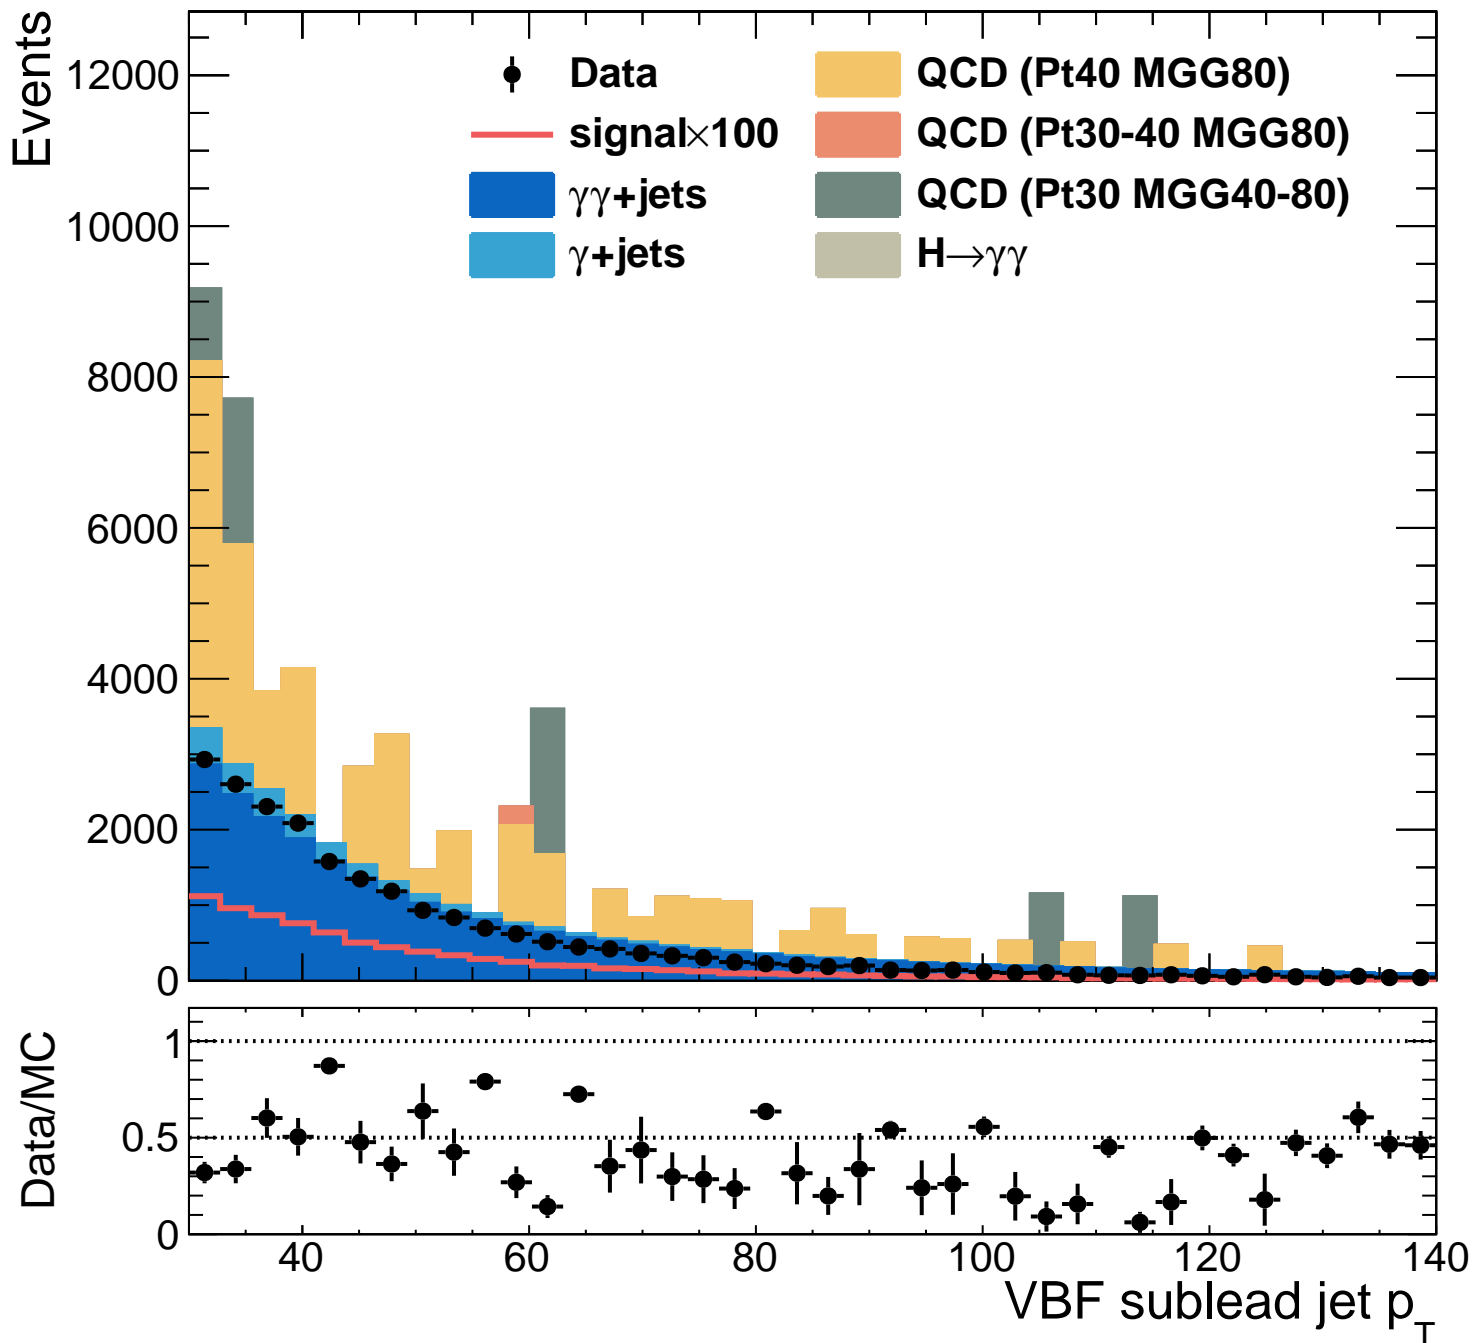 Events
12000
10000
8000
6000
4000
2000
0
Data
signal×100
γγ+jets
γ+jets
QCD (Pt40 MGG80)
QCD (Pt30-40 MGG80)
QCD (Pt30 MGG40-80)
H→γγ
Data/MC
1
0.5
0
40 60 80 100 120 140
VBF sublead jet p_T